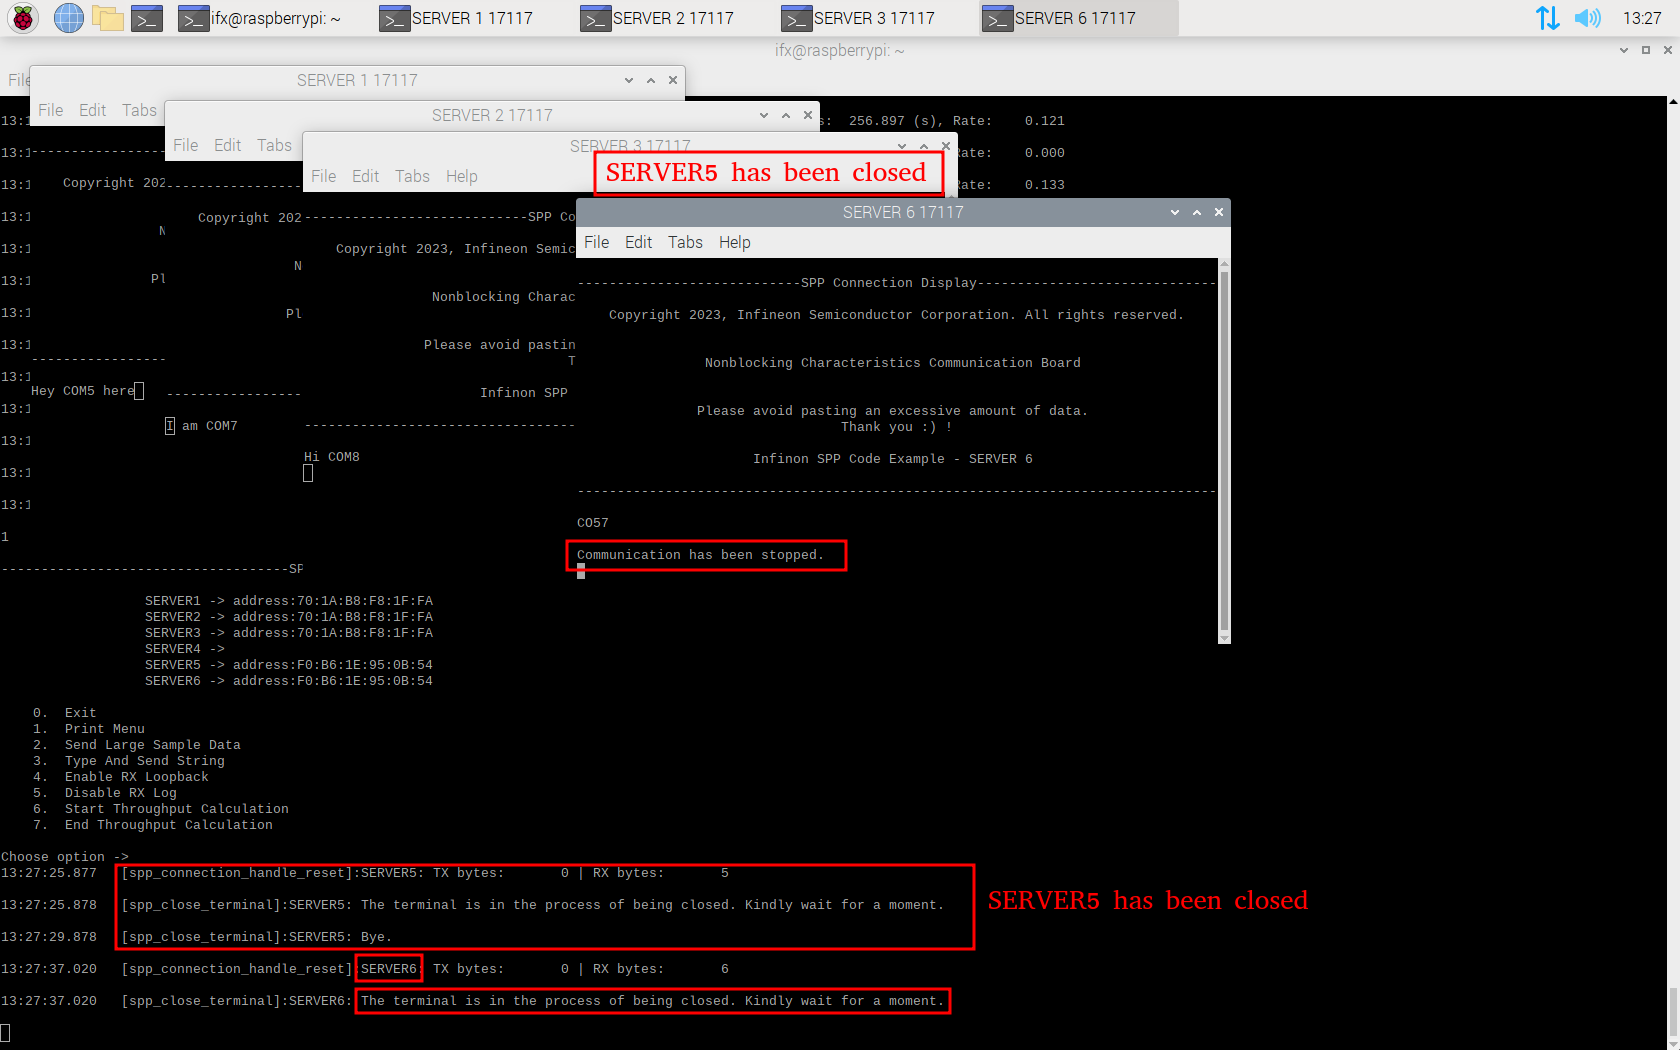 ifx@raspberrypi: ~
SERVER 1 17117
SERVER 2 17117
SERVER 3 17117
SERVER 6 17117
13:27
ifx@raspberrypi: ~
File
SERVER 1 17117
File Edit Tabs
SERVER 2 17117
File Edit Tabs
SERVER 3 17117
File Edit Tabs Help
SERVER5 has been closed
SERVER 6 17117
File Edit Tabs Help
s: 256.897 (s), Rate: 0.121
Rate: 0.000
Rate: 0.133
13:1
13:1
13:1
13:1
13:1
13:1
13:1
13:1
13:1
13:1
13:1
13:1
13:1
1
------------------------------------SP
-----------------
Copyright 202
N
Pl
-----------------
Hey COM5 here
-----------------
Copyright 202
N
Pl
-----------------
I am COM7
----------------------------SPP Co
Copyright 2023, Infineon Semic
Nonblocking Charac
Please avoid pastin
T
Infinon SPP
----------------------------------
Hi COM8
----------------------------SPP Connection Display------------------------------
Copyright 2023, Infineon Semiconductor Corporation. All rights reserved.
Nonblocking Characteristics Communication Board
Please avoid pasting an excessive amount of data.
Thank you :) !
Infinon SPP Code Example - SERVER 6
--------------------------------------------------------------------------------
CO57
Communication has been stopped.
SERVER1 -> address:70:1A:B8:F8:1F:FA
SERVER2 -> address:70:1A:B8:F8:1F:FA
SERVER3 -> address:70:1A:B8:F8:1F:FA
SERVER4 ->
SERVER5 -> address:F0:B6:1E:95:0B:54
SERVER6 -> address:F0:B6:1E:95:0B:54
0. Exit
1. Print Menu
2. Send Large Sample Data
3. Type And Send String
4. Enable RX Loopback
5. Disable RX Log
6. Start Throughput Calculation
7. End Throughput Calculation
Choose option ->
13:27:25.877 [spp_connection_handle_reset]:SERVER5: TX bytes: 0 | RX bytes: 5
13:27:25.878 [spp_close_terminal]:SERVER5: The terminal is in the process of being closed. Kindly wait for a moment.
SERVER5 has been closed
13:27:29.878 [spp_close_terminal]:SERVER5: Bye.
13:27:37.020 [spp_connection_handle_reset]:SERVER6: TX bytes: 0 | RX bytes: 6
13:27:37.020 [spp_close_terminal]:SERVER6: The terminal is in the process of being closed. Kindly wait for a moment.